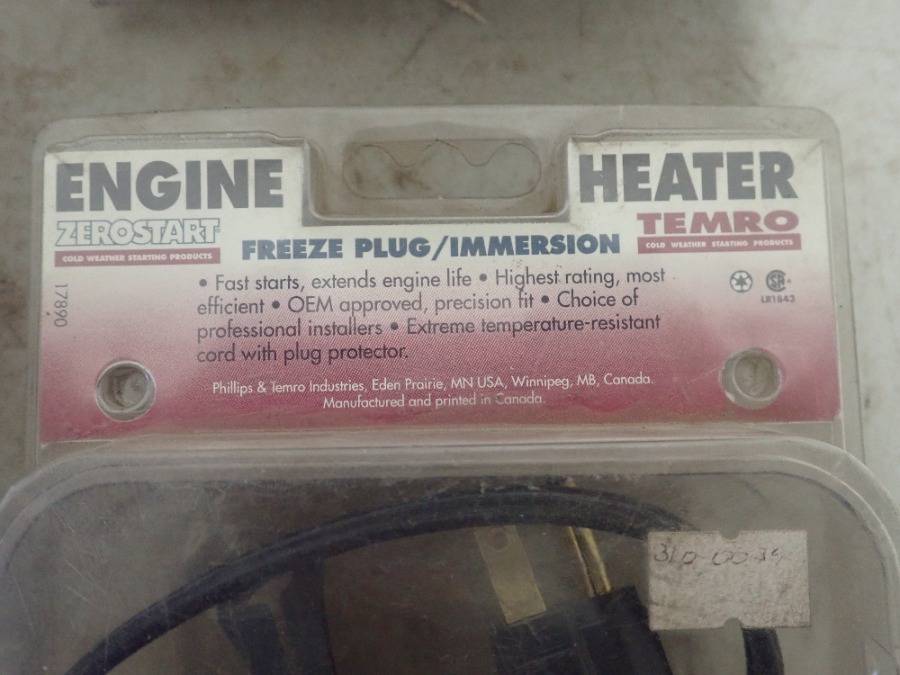 ENGINE HEATER
ZEROSTART
COLD WEATHER STARTING PRODUCTS
TEMRO
COLD WEATHER STARTING PRODUCTS
FREEZE PLUG/IMMERSION
• Fast starts, extends engine life • Highest rating, most
efficient • OEM approved, precision fit • Choice of
professional installers • Extreme temperature-resistant
cord with plug protector.
Phillips & Temro Industries, Eden Prairie, MN USA, Winnipeg, MB, Canada.
Manufactured and printed in Canada.
17890
LR1843